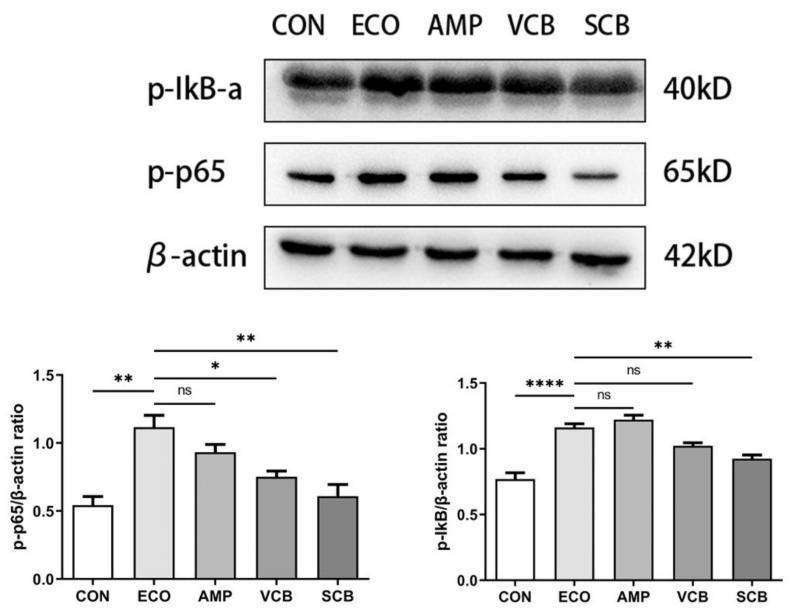 CON ECO AMP VCB SCB
p-IkB-a 40kD
p-p65 65kD
β-actin 42kD
**
*
**
ns
1.5
1.0
0.5
0.0
p-p65/β-actin ratio
CON ECO AMP VCB SCB
**
ns
****
ns
1.5
1.0
0.5
0.0
p-IkB/β-actin ratio
CON ECO AMP VCB SCB